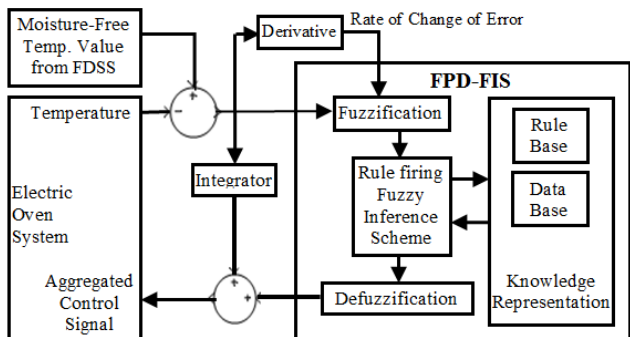 Moisture-Free
Temp. Value
from FDSS
Derivative
Rate of Change of Error
FPD-FIS
Temperature
+
-
Fuzzification
Rule
Base
Data
Base
Integrator
Rule firing
Fuzzy
Inference
Scheme
Electric
Oven
System
Knowledge
Representation
Aggregated
Control
Signal
+
+
Defuzzification